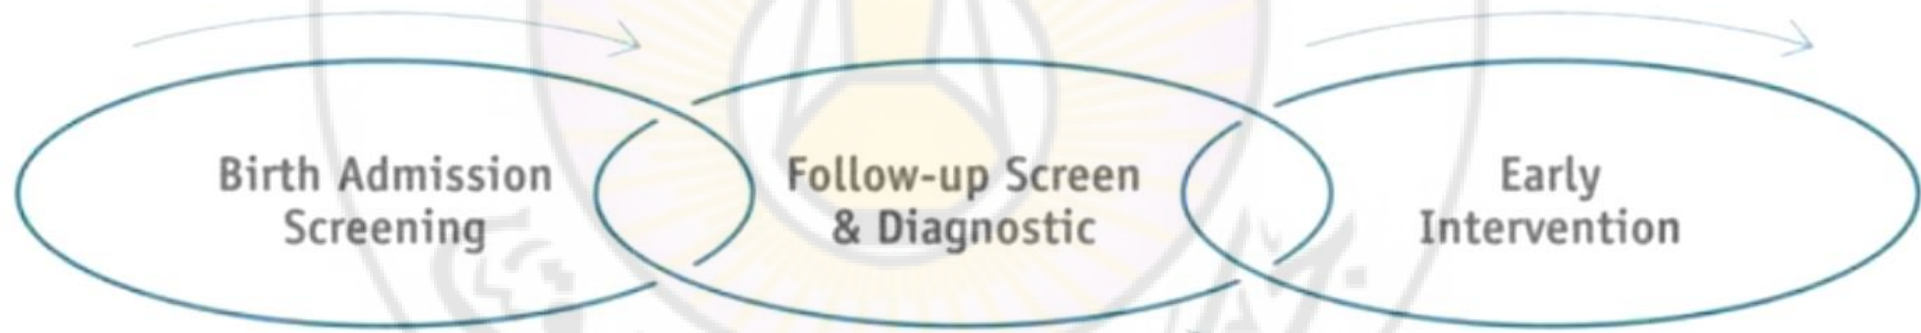 Birth Admission
Screening
Follow-up Screen
& Diagnostic
Early
Intervention